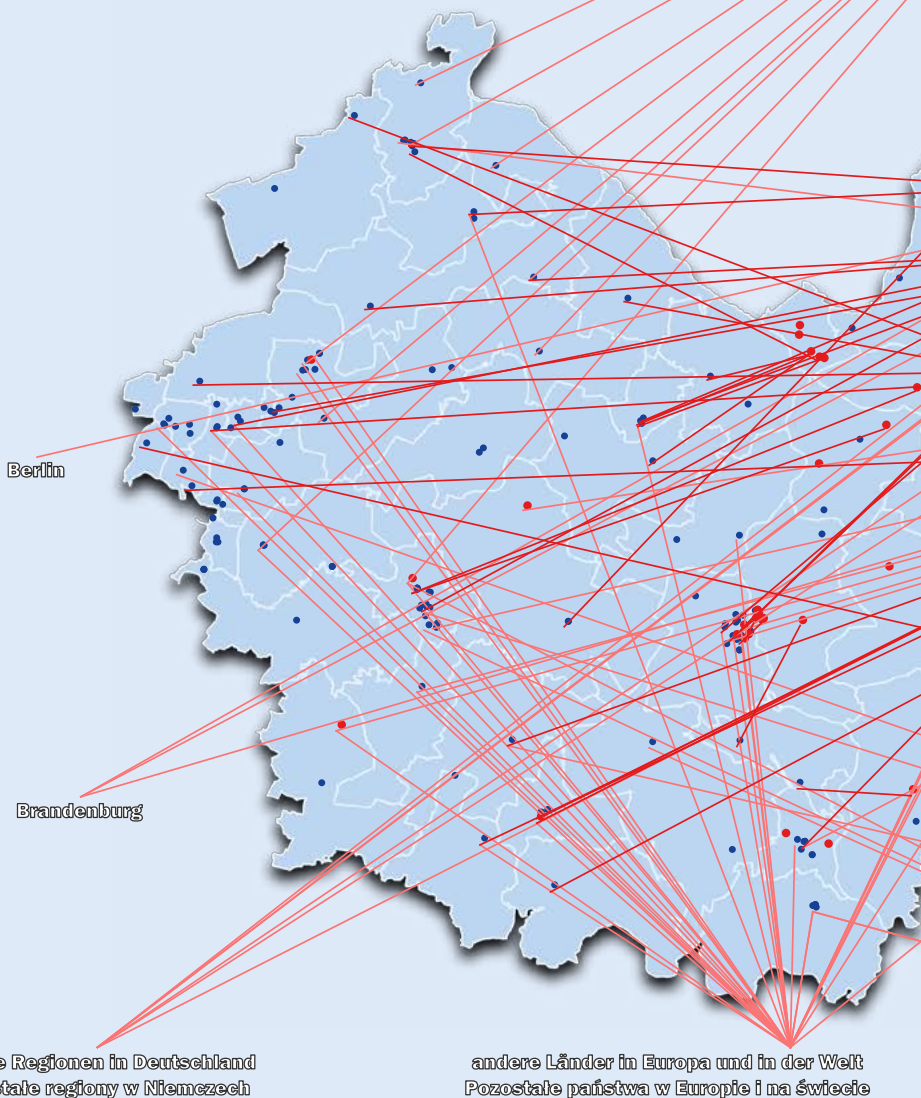 Berlin
Brandenburg
e Regionen in Deutschland
stałe regiony w Niemczech
andere Länder in Europa und in der Welt
Pozostałe państwa w Europie i na świecie